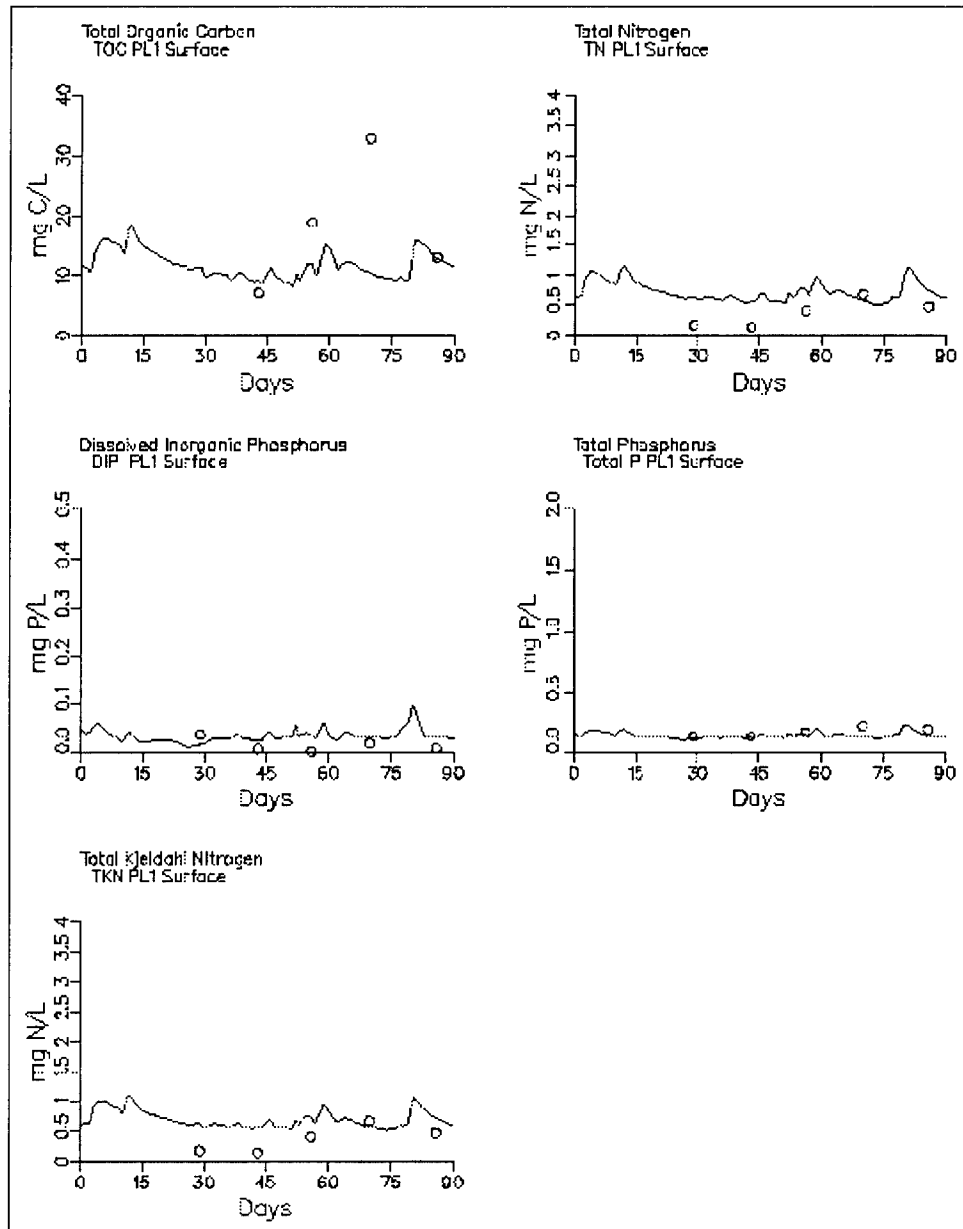 Total Organic Carbon
TOC PL1 Surface
mg C/L
40
30
20
10
0
0 15 30 45 60 75 90
Days
Total Nitrogen
TN PL1 Surface
mg N/L
4
3.5
3
2.5
2
1.5
1
0.5
0
0 15 30 45 60 75 90
Days
Dissolved Inorganic Phosphorus
DIP PL1 Surface
mg P/L
0.5
0.4
0.3
0.2
0.1
0.0
0 15 30 45 60 75 90
Days
Total Phosphorus
Total P PL1 Surface
mg P/L
2.0
1.5
1.0
0.5
0.0
0 15 30 45 60 75 90
Days
Total Kjeldahl Nitrogen
TKN PL1 Surface
mg N/L
4
3.5
3
2.5
2
1.5
1
0.5
0
0 15 30 45 60 75 90
Days